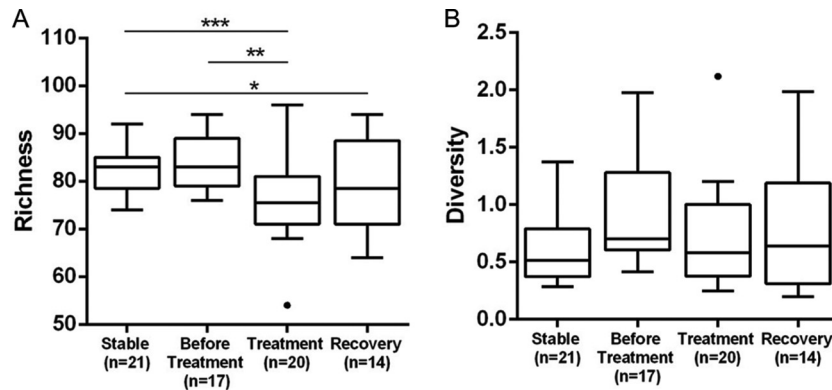 A
***
**
*
Richness
110
100
90
80
70
60
50
Stable
(n=21)
Before
Treatment
(n=17)
Treatment
(n=20)
Recovery
(n=14)
B
Diversity
2.5
2.0
1.5
1.0
0.5
0.0
Stable
(n=21)
Before
Treatment
(n=17)
Treatment
(n=20)
Recovery
(n=14)